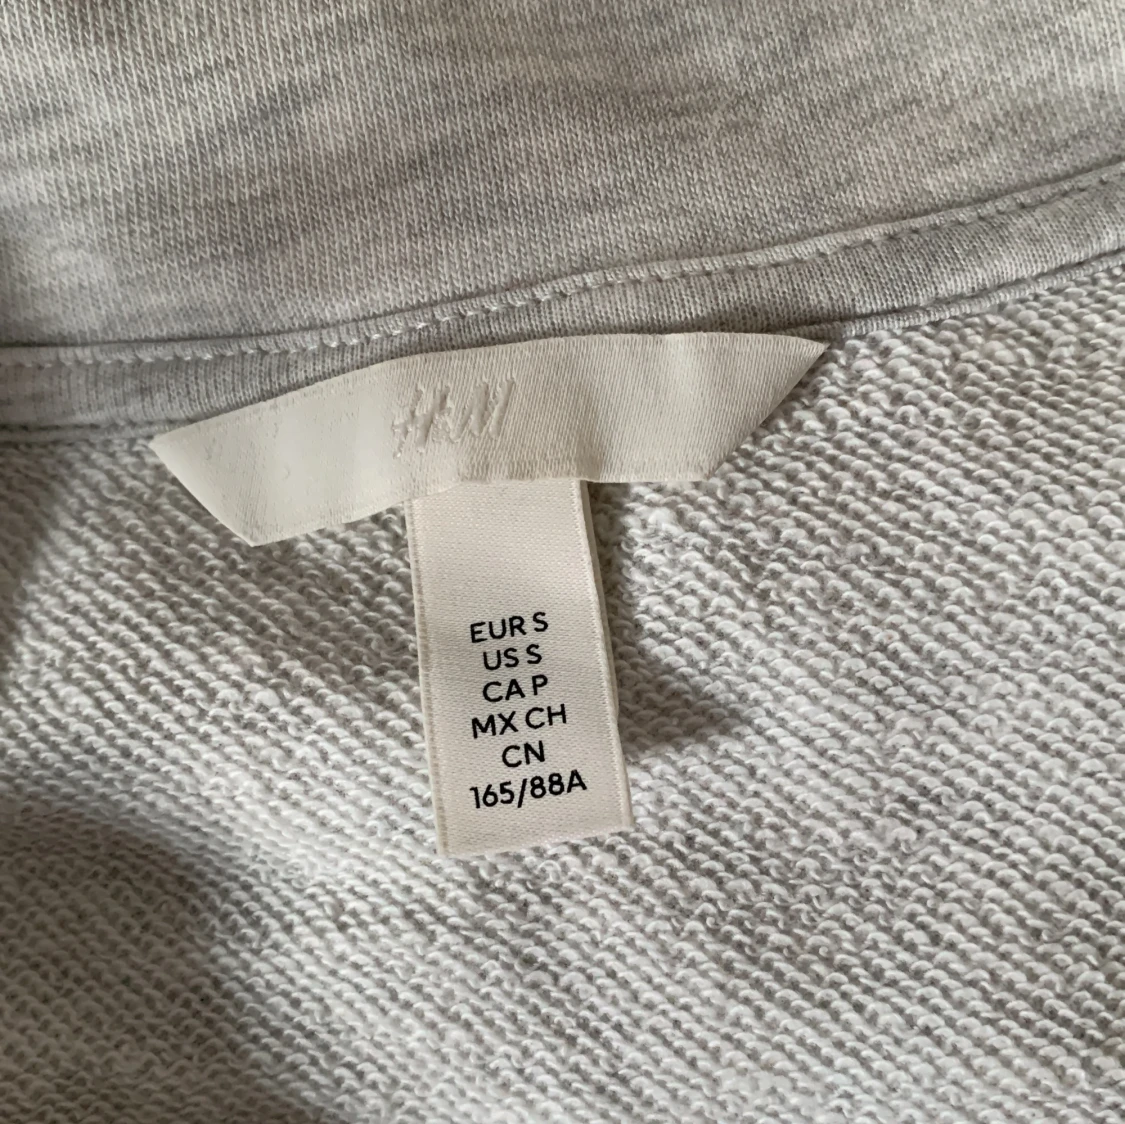 H&M
EUR S
US S
CA P
MX CH
CN
165/88A